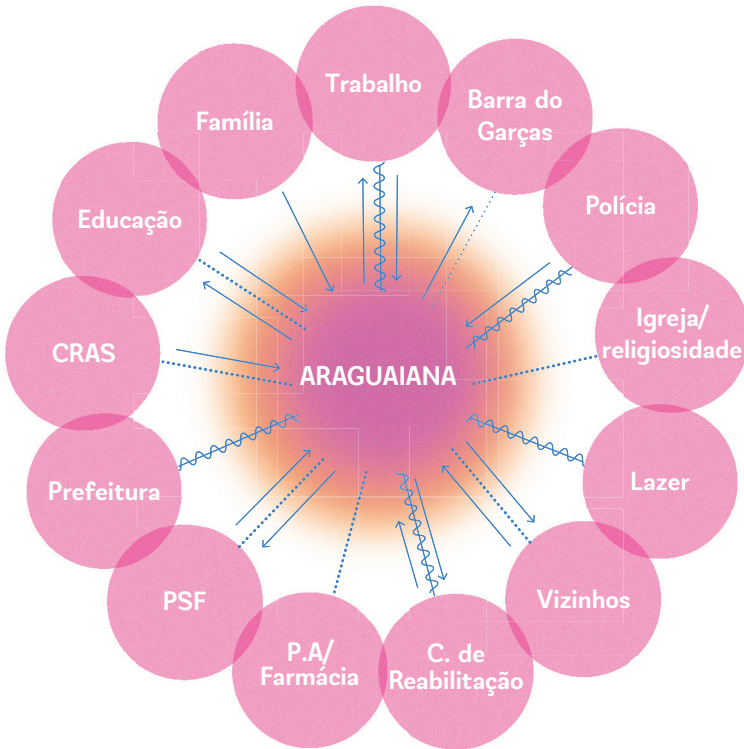 Trabalho
Barra do
Garças
Polícia
Igreja/
religiosidade
Lazer
Vizinhos
C. de
Reabilitação
P.A/
Farmácia
PSF
Prefeitura
CRAS
Educação
Família
ARAGUAIANA